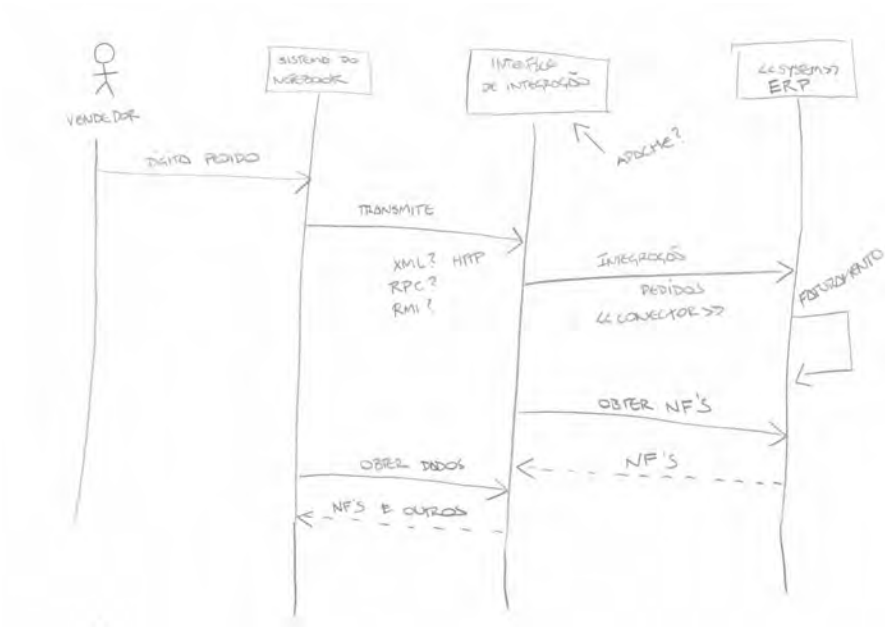 VENDEDOR
SISTEMA DO
NOTEBOOK
INTERFACE
DE INTEGRAÇÃO
<<SYSTEM>>
ERP
APACHE?
DIGITA PEDIDO
TRANSMITE
XML? HTTP
RPC?
RMI?
INTEGRAÇÃO
PEDIDOS
<<CONECTOR>>
FATURAMENTO
OBTER NF'S
NF'S
OBTER DADOS
NF'S E OUTROS